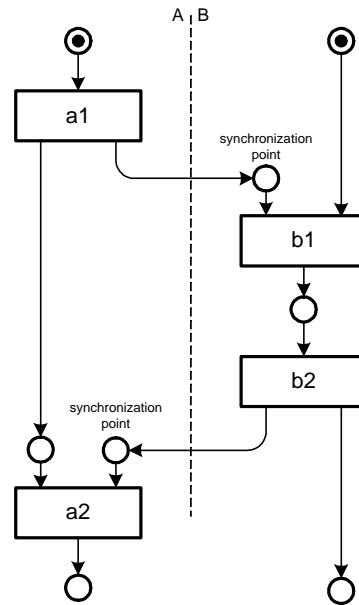 A B
a1
synchronization
point
b1
b2
synchronization
point
a2